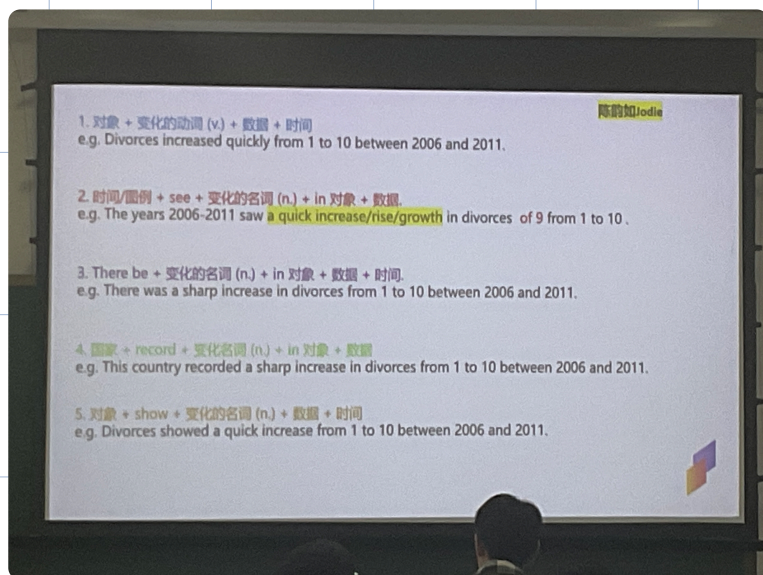 陈韵如Jodie
1. 对象 + 变化的动词 (v.) + 数据 + 时间
e.g. Divorces increased quickly from 1 to 10 between 2006 and 2011.
2. 时间/图例 + see + 变化的名词 (n.) + in 对象 + 数据.
e.g. The years 2006-2011 saw a quick increase/rise/growth in divorces of 9 from 1 to 10 .
3. There be + 变化的名词 (n.) + in 对象 + 数据 + 时间.
e.g. There was a sharp increase in divorces from 1 to 10 between 2006 and 2011.
4. 国家 + record + 变化名词 (n.) + in 对象 + 数据
e.g. This country recorded a sharp increase in divorces from 1 to 10 between 2006 and 2011.
5. 对象 + show + 变化的名词 (n.) + 数据 + 时间
e.g. Divorces showed a quick increase from 1 to 10 between 2006 and 2011.